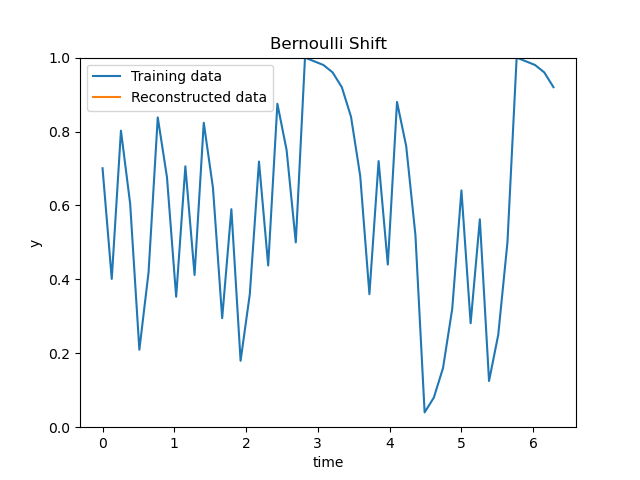 Bernoulli Shift
Training data
Reconstructed data
1.0
0.8
0.6
0.4
0.2
0.0
y
0 1 2 3 4 5 6
time